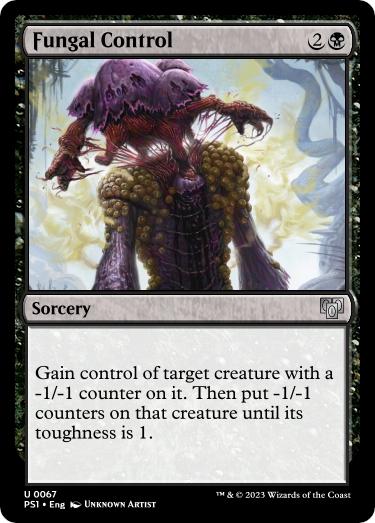 Fungal Control 2
Sorcery
Gain control of target creature with a
-1/-1 counter on it. Then put -1/-1
counters on that creature until its
toughness is 1.
U 0067
PS1 • Eng Unknown Artist
™ & © 2023 Wizards of the Coast